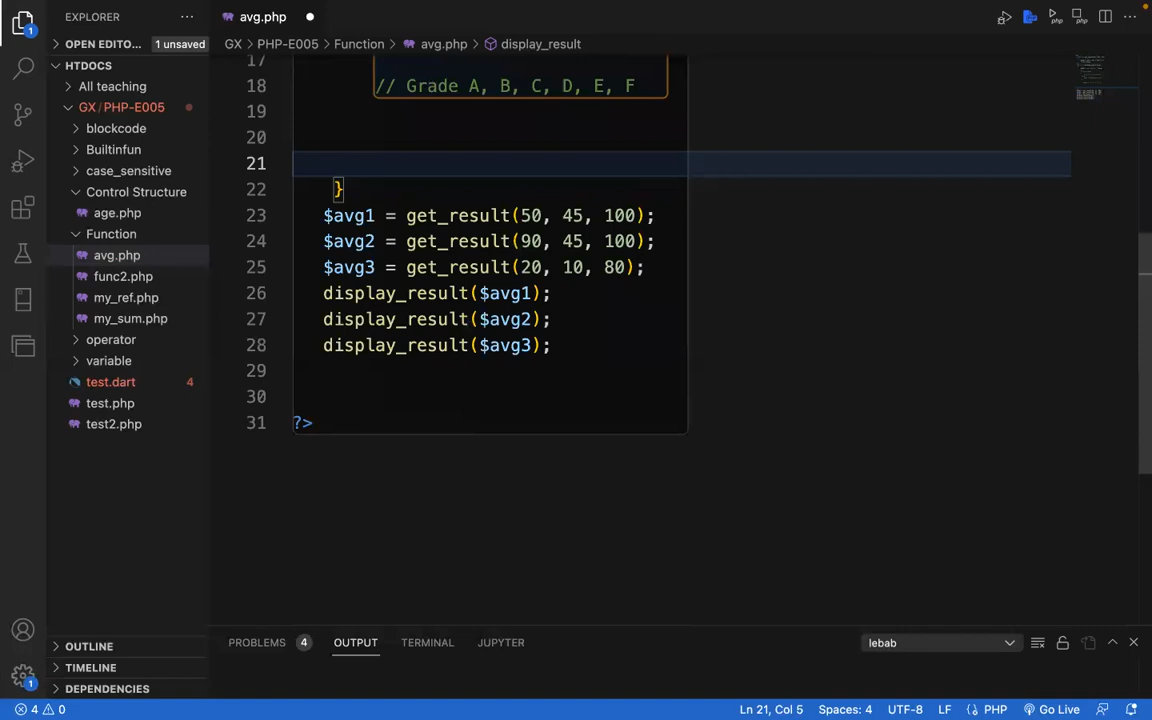 EXPLORER
avg.php
php
php
OPEN EDITO... 1 unsaved
GX PHP-E005 Function avg.php display_result
HTDOCS
All teaching
GX / PHP-E005
blockcode
Builtinfun
case_sensitive
Control Structure
age.php
Function
avg.php
func2.php
my_ref.php
my_sum.php
operator
variable
test.dart 4
test.php
test2.php
OUTLINE
TIMELINE
DEPENDENCIES
17
18 // Grade A, B, C, D, E, F
19
20
21
22 }
23 $avg1 = get_result(50, 45, 100);
24 $avg2 = get_result(90, 45, 100);
25 $avg3 = get_result(20, 10, 80);
26 display_result($avg1);
27 display_result($avg2);
28 display_result($avg3);
29
30
31 ?>
PROBLEMS 4 OUTPUT TERMINAL JUPYTER lebab
1
1
4 0 Ln 21, Col 5 Spaces: 4 UTF-8 LF {} PHP Go Live